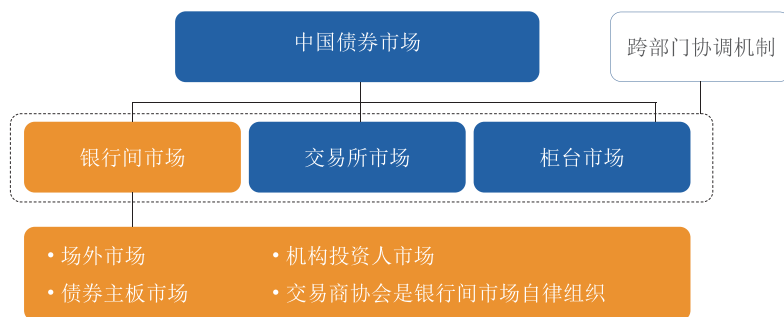 中国债券市场
跨部门协调机制
银行间市场
交易所市场
柜台市场
•场外市场
•机构投资人市场
•债券主板市场
•交易商协会是银行间市场自律组织